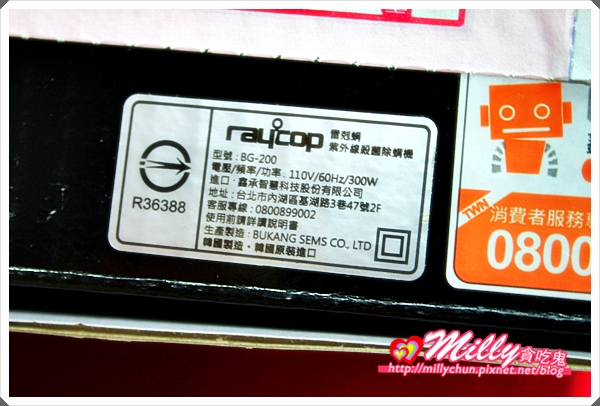 raycop 雷剋蟎
紫外線殺菌除蟎機
型號：BG-200
電壓/頻率/功率：110V/60Hz/300W
進口：鑫承智慧科技股份有限公司
地址：台北市內湖區基湖路3巷47號2F
客服專線：0800899002
使用前請詳讀說明書
生產製造：BUKANG SEMS CO., LTD
韓國製造・韓國原裝進口
R36388
TWN
消費者服務
0800
Milly貪吃鬼
http://millychun.pixnet.net/blog